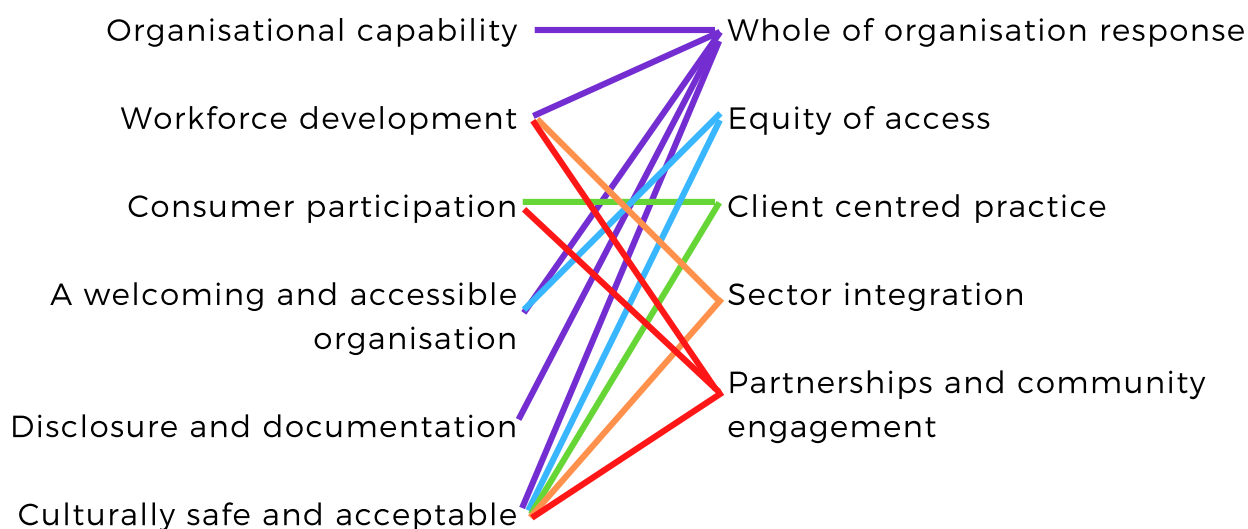 Organisational capability
Whole of organisation response
Workforce development
Equity of access
Consumer participation
Client centred practice
A welcoming and accessible
organisation
Sector integration
Partnerships and community
engagement
Disclosure and documentation
Culturally safe and acceptable